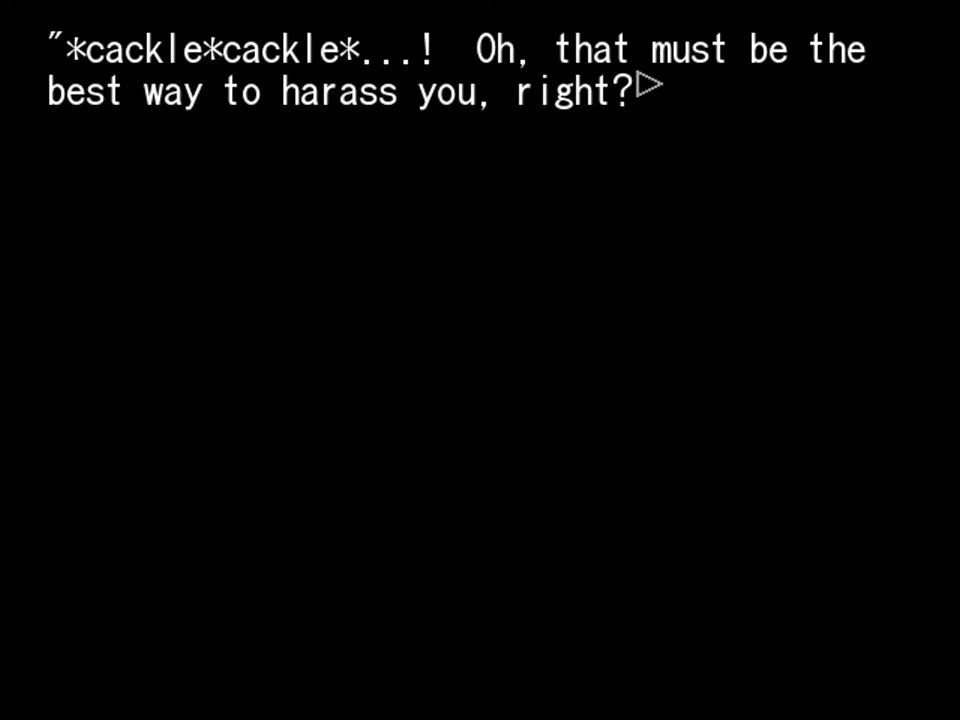 "*cackle*cackle*...!  Oh, that must be the
best way to harass you, right?